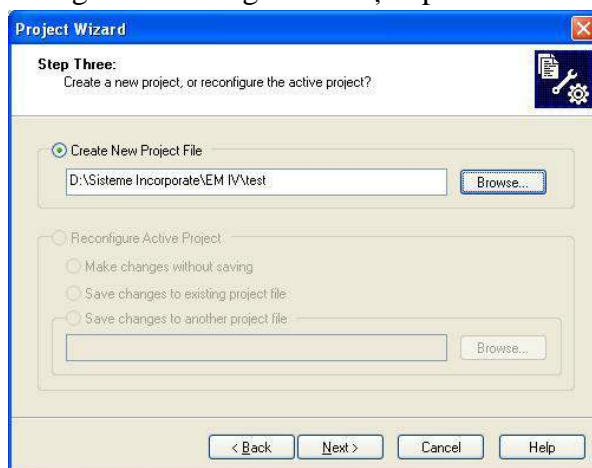 Project Wizard
Step Three:
Create a new project, or reconfigure the active project?
Create New Project File
D:\Sisteme Incorporate\EM IV\test
Browse...
Reconfigure Active Project
Make changes without saving
Save changes to existing project file
Save changes to another project file
Browse...
< Back
Next >
Cancel
Help